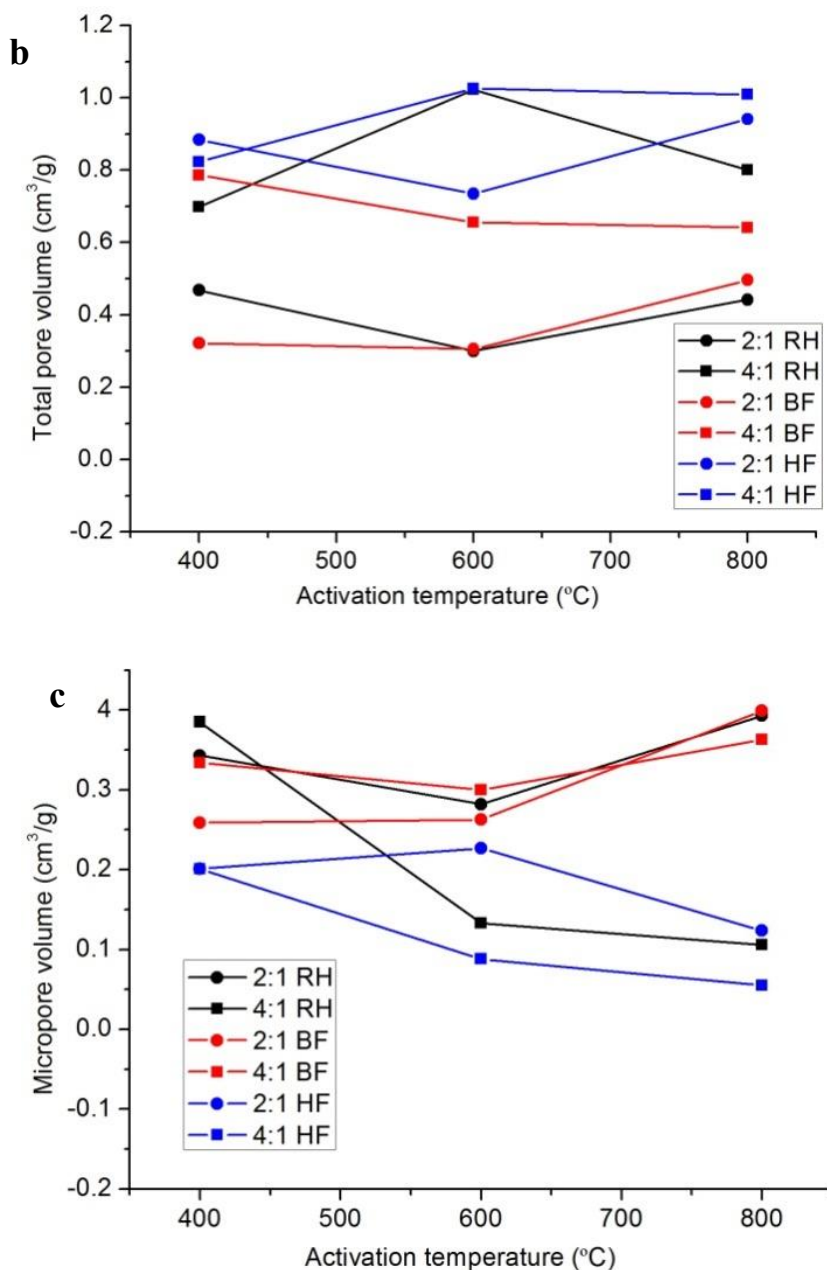 b
Total pore volume (cm³/g)
1.2
1.0
0.8
0.6
0.4
0.2
0.0
-0.2
400 500 600 700 800
Activation temperature (ºC)
2:1 RH
4:1 RH
2:1 BF
4:1 BF
2:1 HF
4:1 HF
c
Micropore volume (cm³/g)
4
0.3
0.2
0.1
0.0
-0.1
-0.2
400 500 600 700 800
Activation temperature (ºC)
2:1 RH
4:1 RH
2:1 BF
4:1 BF
2:1 HF
4:1 HF